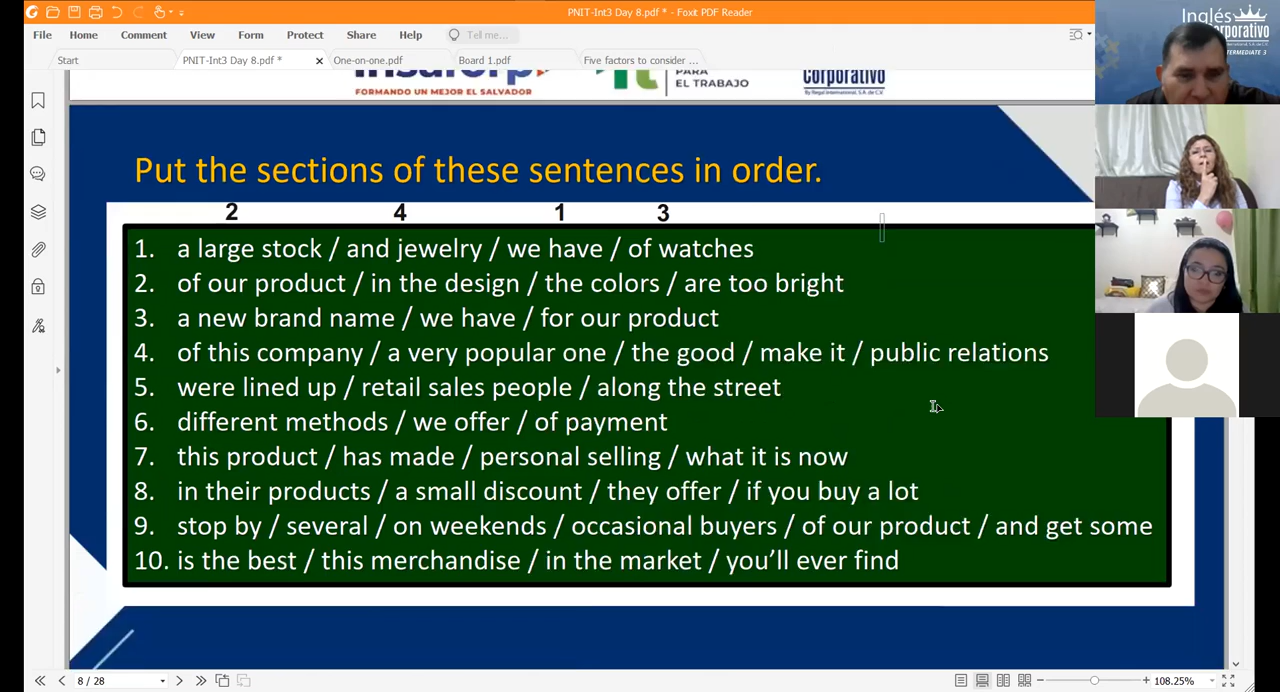 PNIT-Int3 Day 8.pdf * - Foxit PDF Reader
File Home Comment View Form Protect Share Help Tell me...
Start PNIT-Int3 Day 8.pdf * One-on-one.pdf Board 1.pdf Five factors to consider ...
Inglés
Corporativo
INTERMEDIATE 3
FORMANDO UN MEJOR EL SALVADOR
PARA
EL TRABAJO
corporativo
Put the sections of these sentences in order.
2 4 1 3
1. a large stock / and jewelry / we have / of watches
2. of our product / in the design / the colors / are too bright
3. a new brand name / we have / for our product
4. of this company / a very popular one / the good / make it / public relations
5. were lined up / retail sales people / along the street
6. different methods / we offer / of payment
7. this product / has made / personal selling / what it is now
8. in their products / a small discount / they offer / if you buy a lot
9. stop by / several / on weekends / occasional buyers / of our product / and get some
10. is the best / this merchandise / in the market / you'll ever find
8 / 28
108.25%